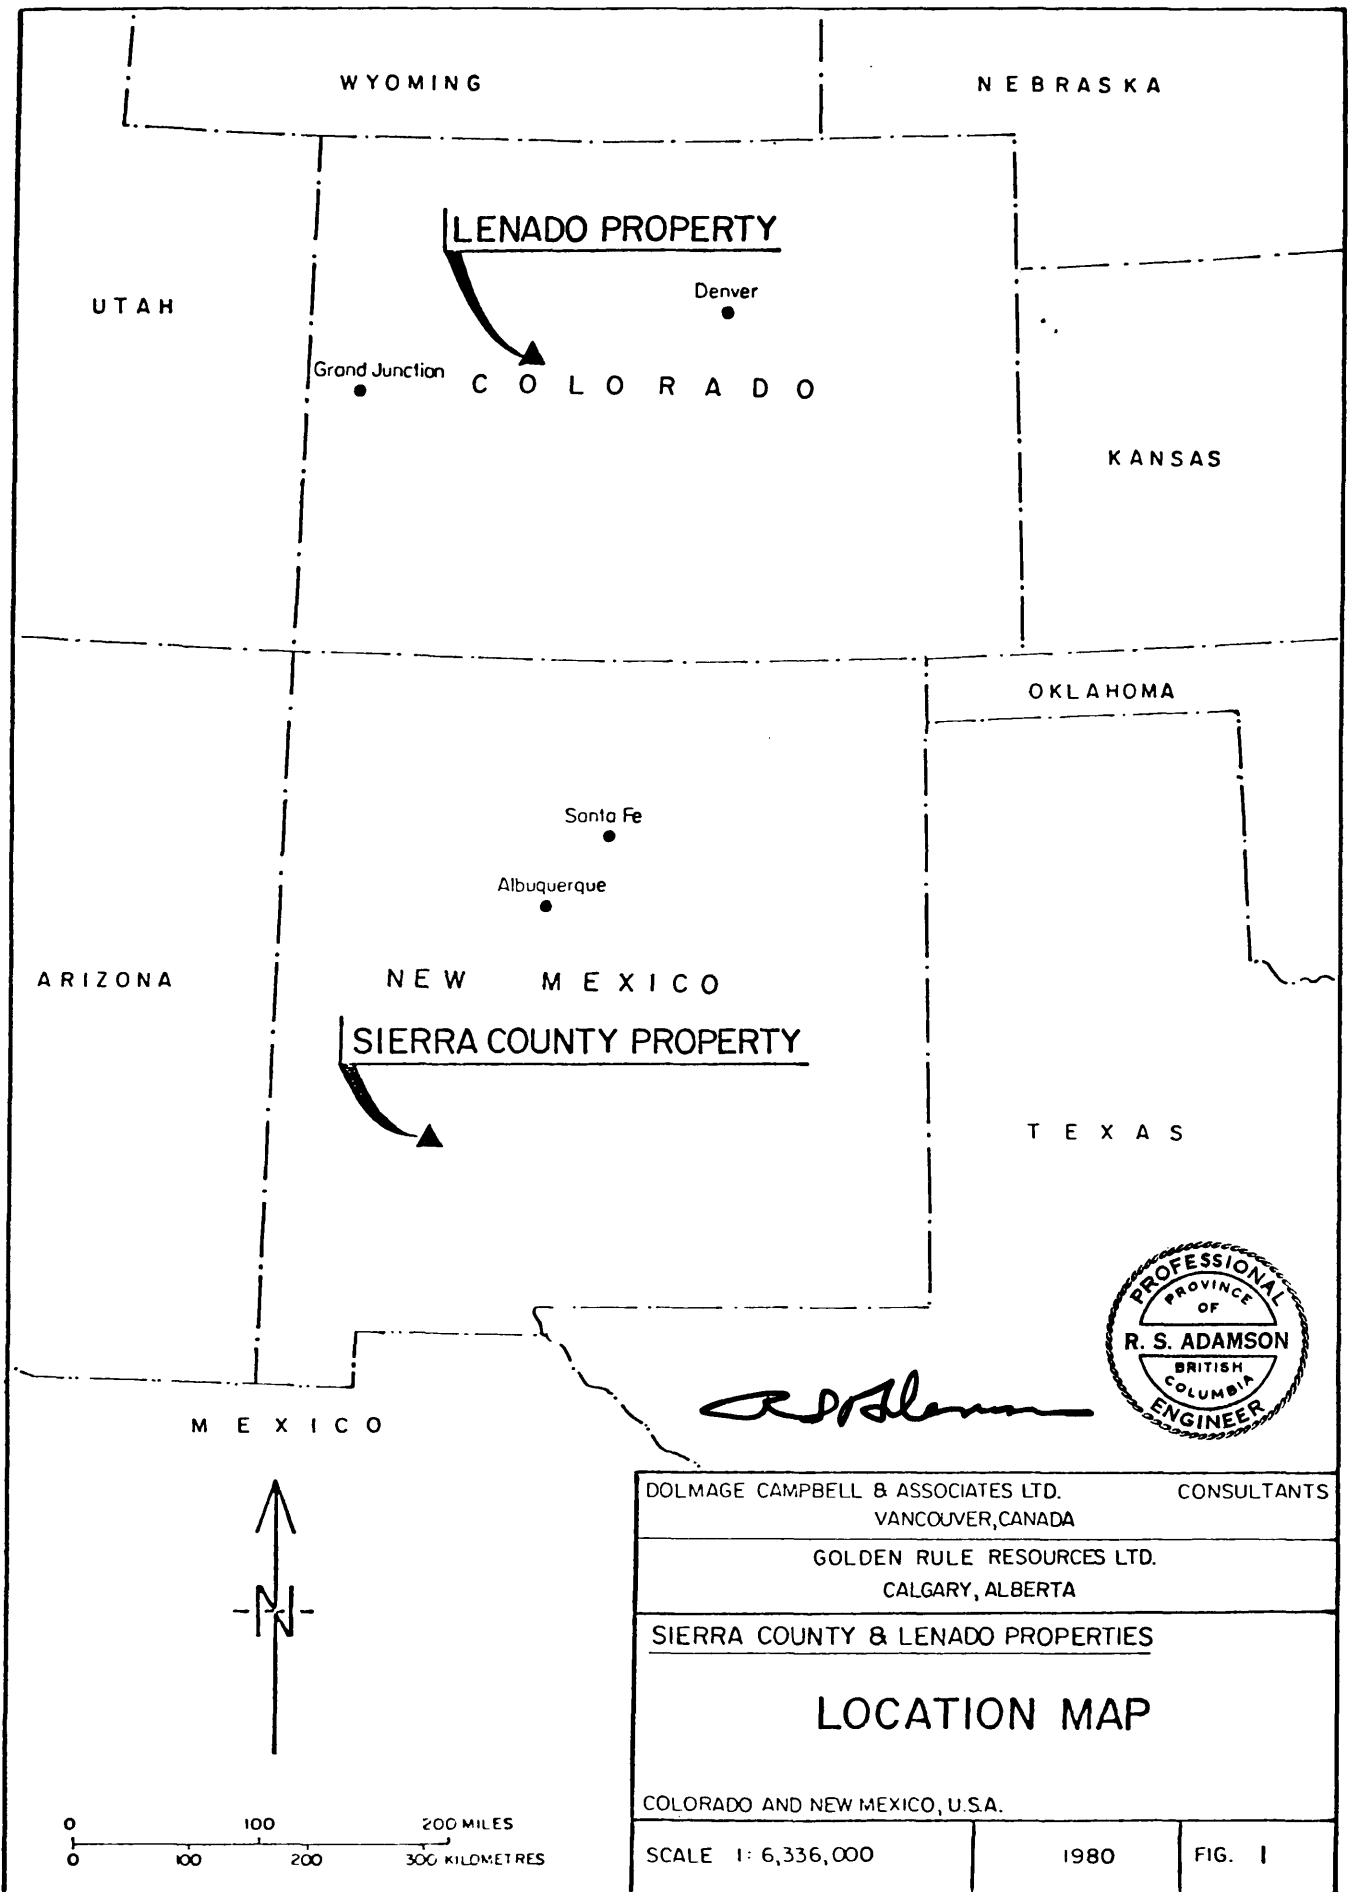 WYOMING
NEBRASKA
LENADO PROPERTY
Denver
UTAH
Grand Junction
COLORADO
KANSAS
OKLAHOMA
Santa Fe
Albuquerque
ARIZONA
NEW MEXICO
SIERRA COUNTY PROPERTY
TEXAS
PROFESSIONAL
PROVINCE
OF
R. S. ADAMSON
BRITISH
COLUMBIA
ENGINEER
MEXICO
DOLMAGE CAMPBELL & ASSOCIATES LTD. CONSULTANTS
VANCOUVER, CANADA
GOLDEN RULE RESOURCES LTD.
CALGARY, ALBERTA
N
SIERRA COUNTY & LENADO PROPERTIES
LOCATION MAP
COLORADO AND NEW MEXICO, U.S.A.
0 100 200 MILES
0 100 200 300 KILOMETRES
SCALE 1: 6,336,000 1980 FIG. 1